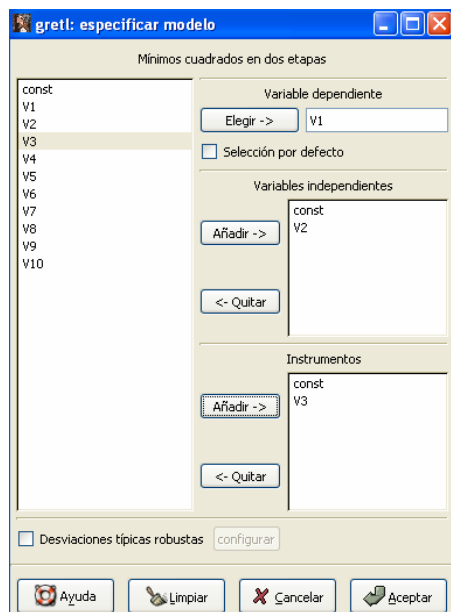 gretl: especificar modelo
Mínimos cuadrados en dos etapas
const
V1
V2
V3
V4
V5
V6
V7
V8
V9
V10
Variable dependiente
Elegir -> V1
Selección por defecto
Variables independientes
const
V2
Añadir ->
<- Quitar
Instrumentos
const
V3
Añadir ->
<- Quitar
Desviaciones típicas robustas configurar
Ayuda Limpiar Cancelar Aceptar